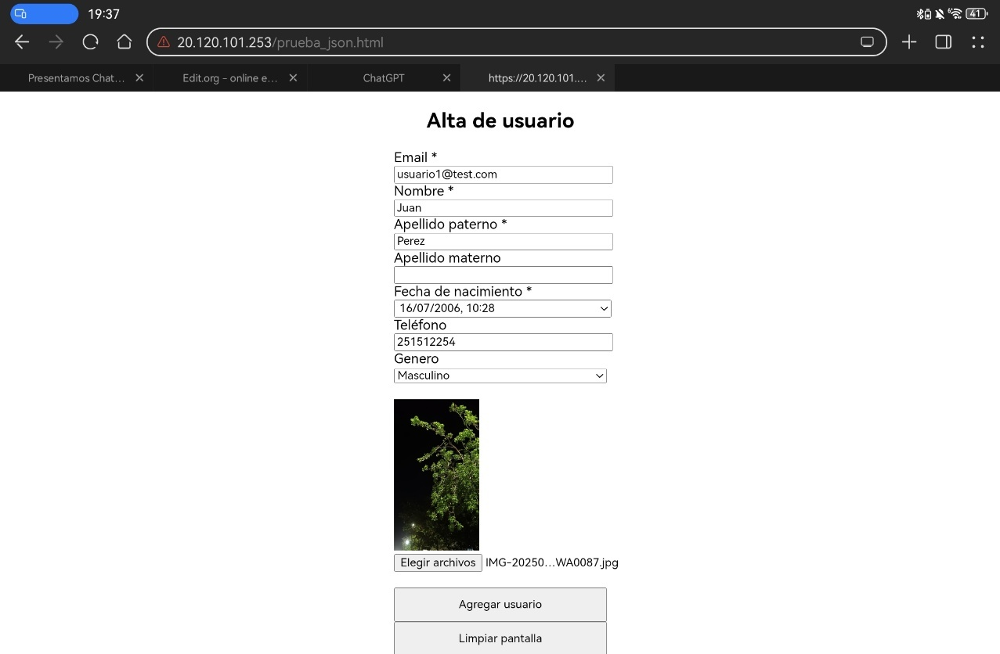 19:37
41
20.120.101.253/prueba_json.html
Presentamos Chat...
Edit.org - online e...
ChatGPT
https://20.120.101....
Alta de usuario
Email *
usuario1@test.com
Nombre *
Juan
Apellido paterno *
Perez
Apellido materno
Fecha de nacimiento *
16/07/2006, 10:28
Teléfono
251512254
Genero
Masculino
Elegir archivos IMG-20250...WA0087.jpg
Agregar usuario
Limpiar pantalla